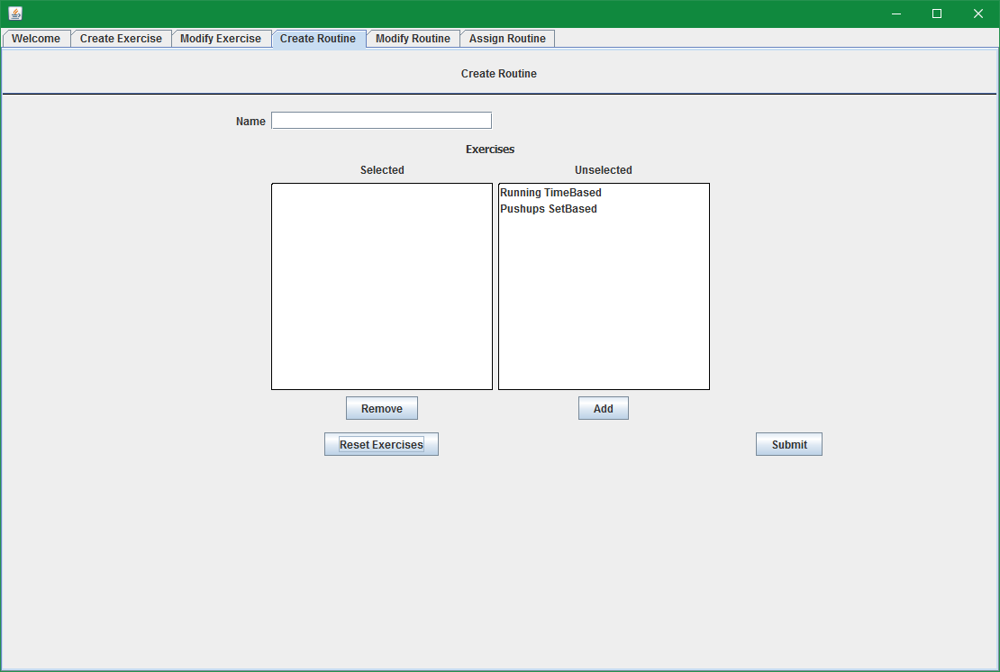 Welcome Create Exercise Modify Exercise Create Routine Modify Routine Assign Routine
Create Routine
Name
Exercises
Selected Unselected
Running TimeBased
Pushups SetBased
Remove Add
Reset Exercises Submit